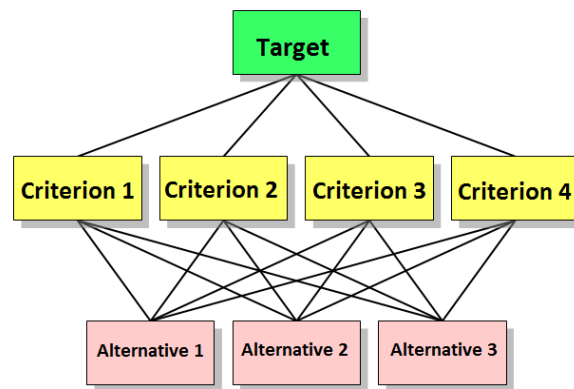 Target
Criterion 1
Criterion 2
Criterion 3
Criterion 4
Alternative 1
Alternative 2
Alternative 3